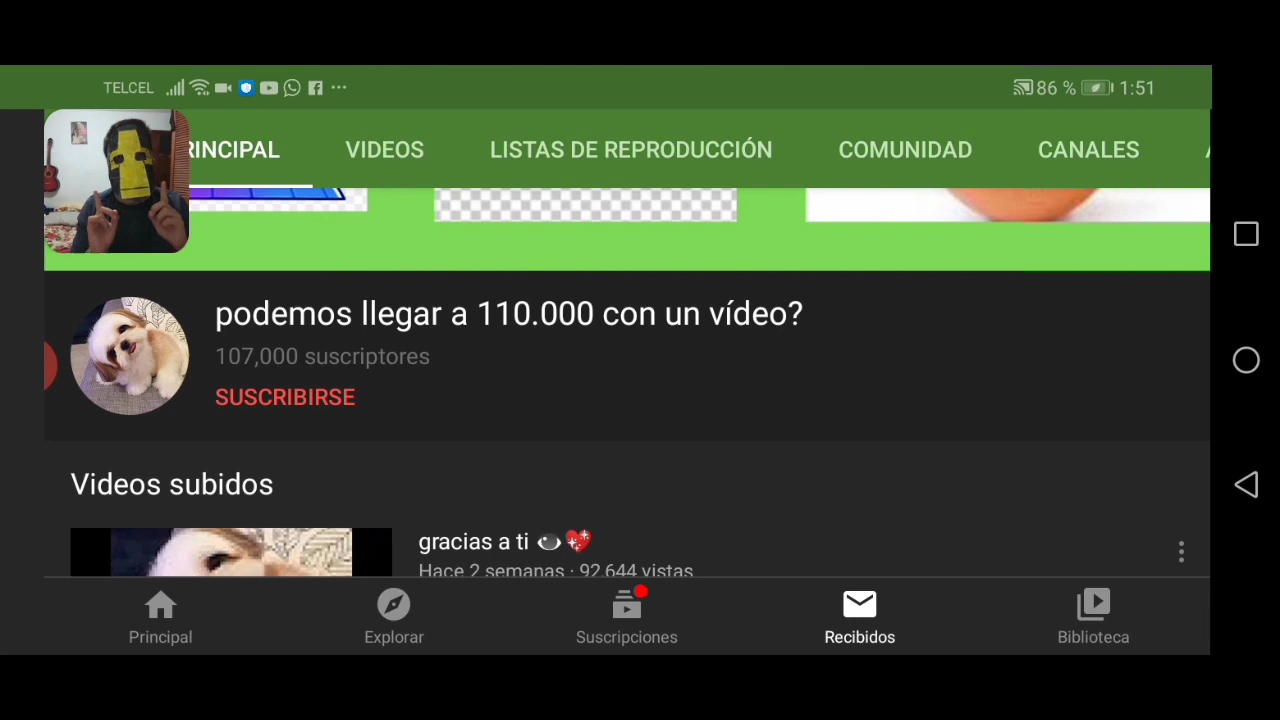 TELCEL 86 % 1:51
RINCIPAL VIDEOS LISTAS DE REPRODUCCIÓN COMUNIDAD CANALES
podemos llegar a 110.000 con un vídeo?
107,000 suscriptores
SUSCRIBIRSE
Videos subidos
gracias a ti 👁💖
Hace 2 semanas · 92,644 vistas
Principal Explorar Suscripciones Recibidos Biblioteca